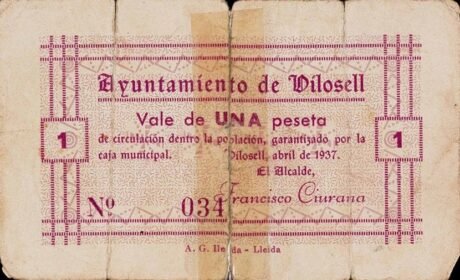 Ayuntamiento de Vilosell
Vale de UNA peseta
1 de circulación dentro la población, garantizado por la 1
caja municipal. Vilosell, abril de 1937.
El Alcalde,
Francisco Ciurana
Nº 034
A. G. Ilerda - Lleida